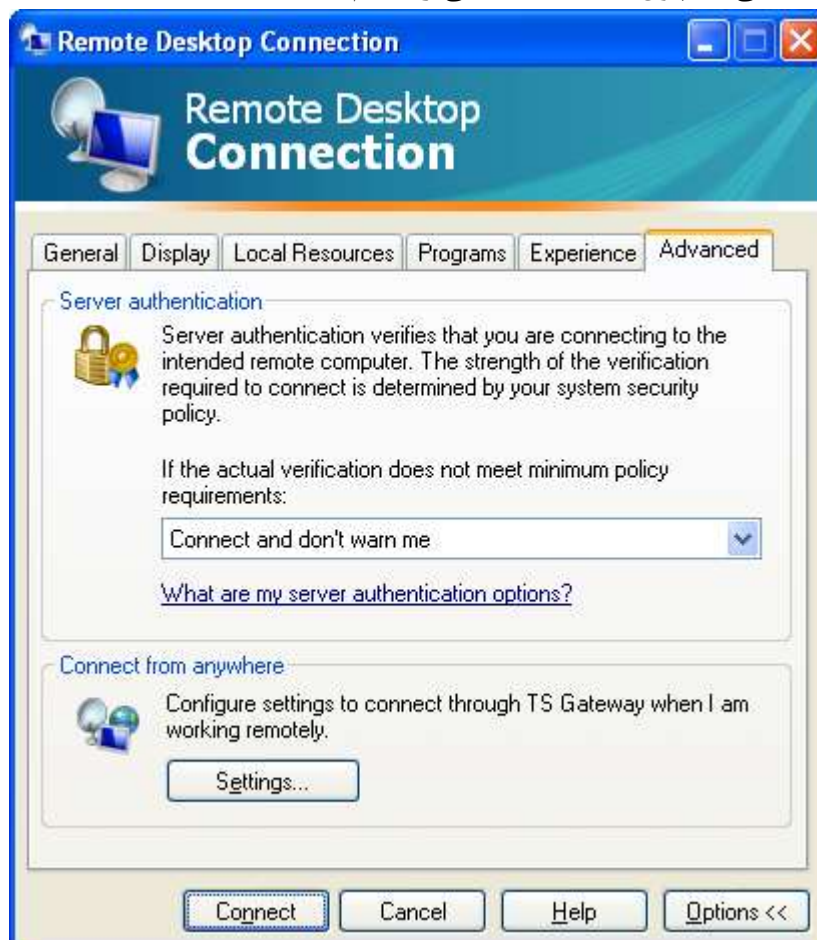 Remote Desktop Connection
Remote Desktop
Connection
General Display Local Resources Programs Experience Advanced
Server authentication
Server authentication verifies that you are connecting to the
intended remote computer. The strength of the verification
required to connect is determined by your system security
policy.
If the actual verification does not meet minimum policy
requirements:
Connect and don't warn me
What are my server authentication options?
Connect from anywhere
Configure settings to connect through TS Gateway when I am
working remotely.
Settings...
Connect Cancel Help Options <<